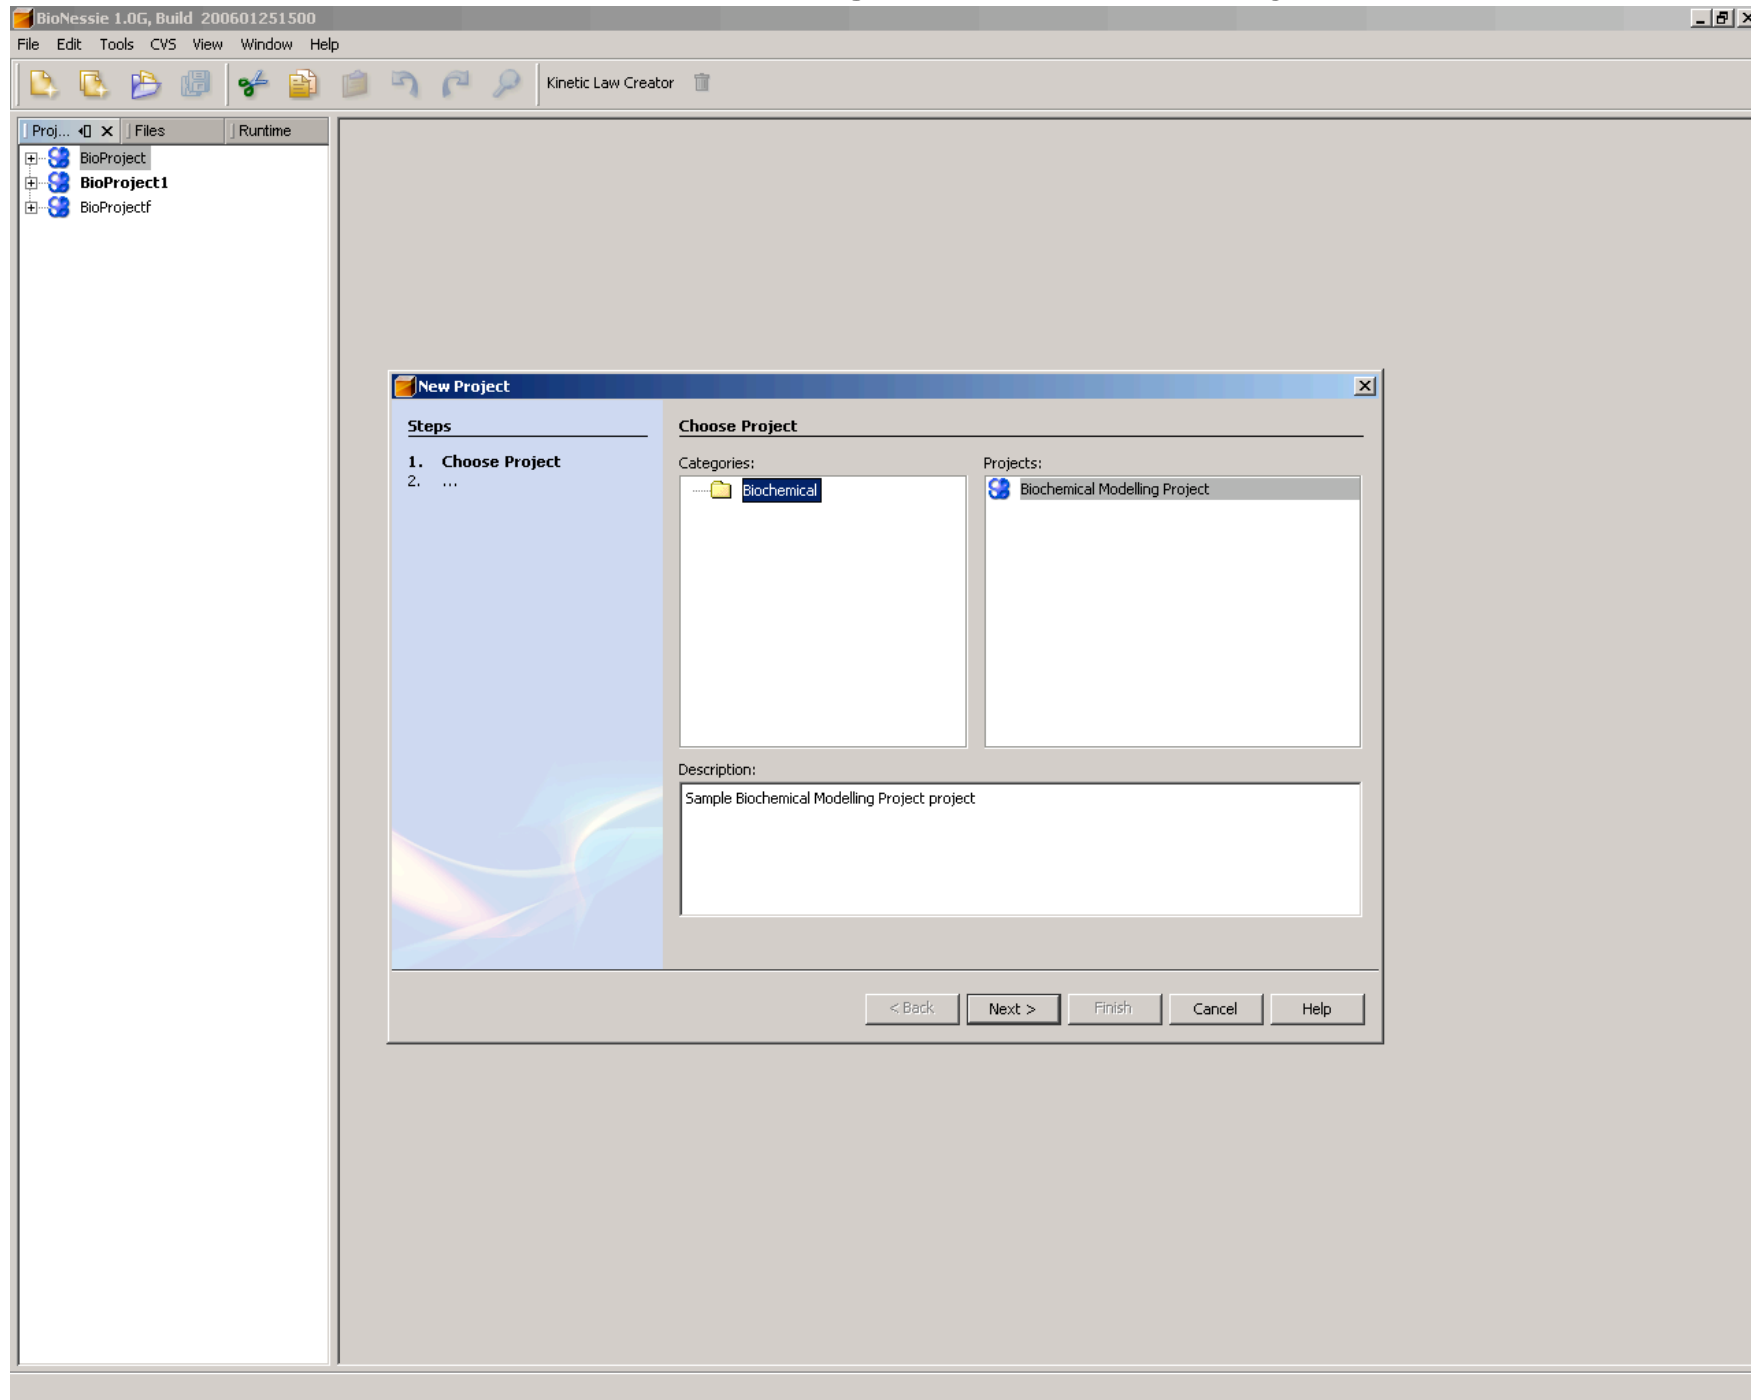 BioNessie 1.0G, Build 200601251500
File Edit Tools CVS View Window Help
Kinetic Law Creator
Proj... Files Runtime
BioProject
BioProject1
BioProjectf
New Project
Steps
1. Choose Project
2. ...
Choose Project
Categories:
Biochemical
Projects:
Biochemical Modelling Project
Description:
Sample Biochemical Modelling Project project
< Back Next > Finish Cancel Help